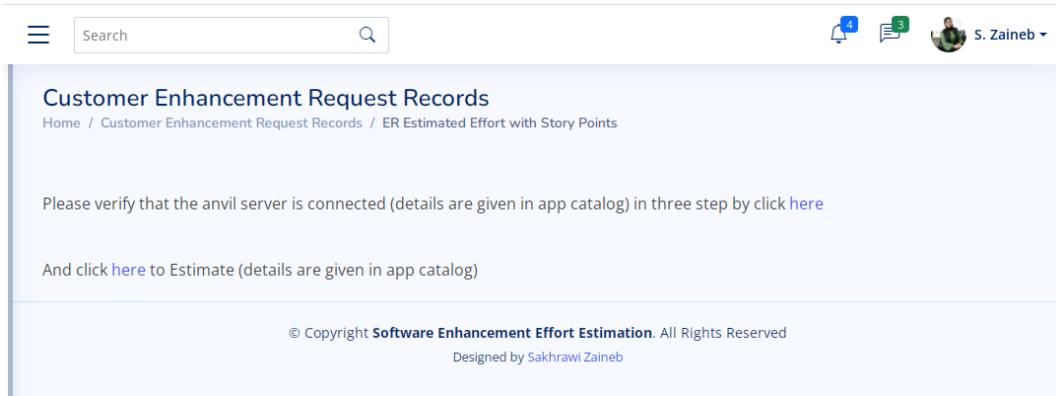 Search
4
3
S. Zaineb
Customer Enhancement Request Records
Home / Customer Enhancement Request Records / ER Estimated Effort with Story Points
Please verify that the anvil server is connected (details are given in app catalog) in three step by click here
And click here to Estimate (details are given in app catalog)
© Copyright Software Enhancement Effort Estimation. All Rights Reserved
Designed by Sakhrawi Zaineb